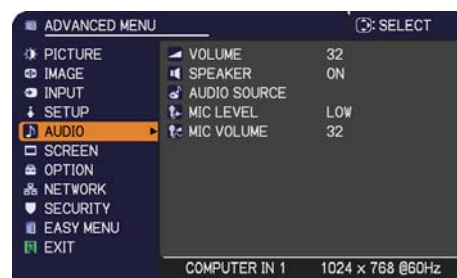 ADVANCED MENU
: SELECT
PICTURE
IMAGE
INPUT
SETUP
AUDIO
SCREEN
OPTION
NETWORK
SECURITY
EASY MENU
EXIT
VOLUME 32
SPEAKER ON
AUDIO SOURCE
MIC LEVEL LOW
MIC VOLUME 32
COMPUTER IN 1 1024 x 768 @60Hz